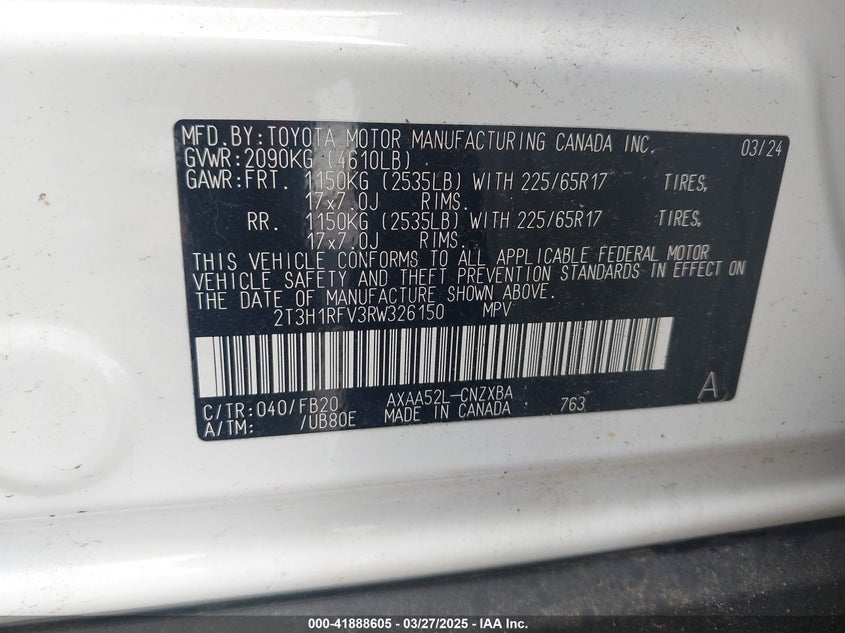 MFD.BY:TOYOTA MOTOR MANUFACTURING CANADA INC. 03/24
GVWR:2090KG (4610LB)
GAWR:FRT. 1150KG (2535LB) WITH 225/65R17 TIRES,
17x7.0J RIMS.
RR. 1150KG (2535LB) WITH 225/65R17 TIRES,
17x7.0J RIMS.
THIS VEHICLE CONFORMS TO ALL APPLICABLE FEDERAL MOTOR
VEHICLE SAFETY AND THEFT PREVENTION STANDARDS IN EFFECT ON
THE DATE OF MANUFACTURE SHOWN ABOVE.
2T3H1RFV3RW326150 MPV
C/TR:040/FB20 AXAA52L-CNZXBA A
A/TM: /UB80E MADE IN CANADA 763
000-41888605 - 03/27/2025 - IAA Inc.